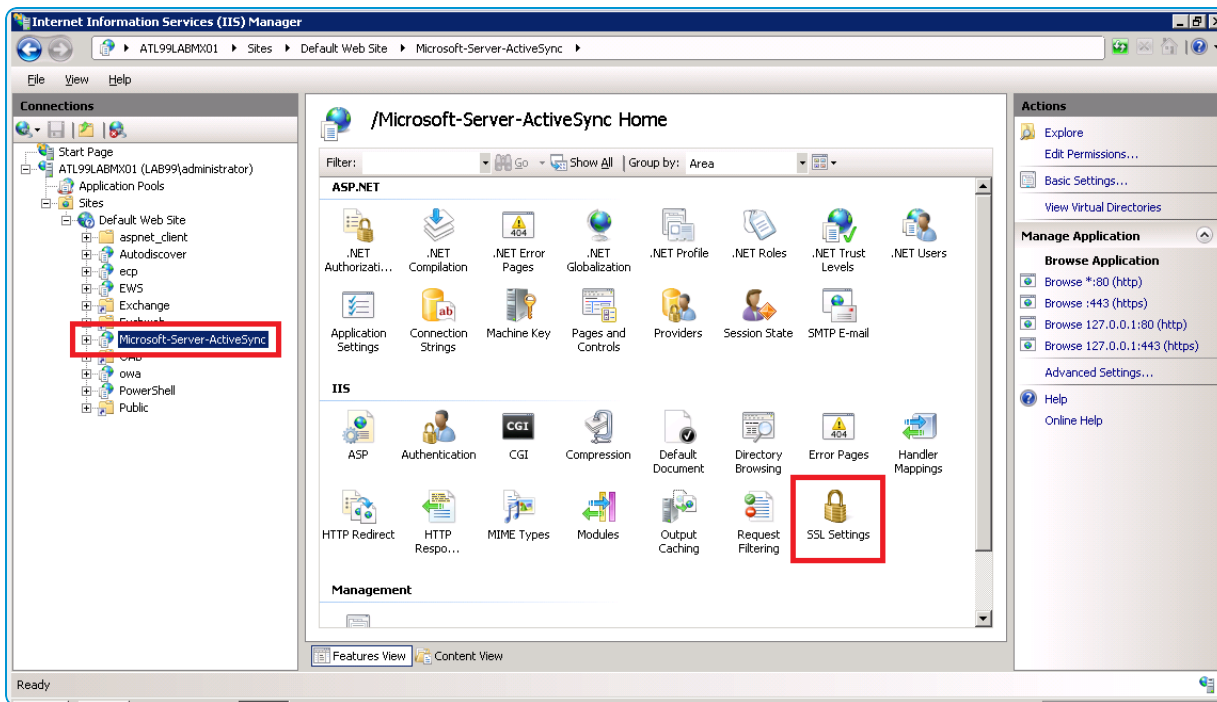 Internet Information Services (IIS) Manager
ATL99LABMX01 Sites Default Web Site Microsoft-Server-ActiveSync
File View Help
Connections
Start Page
ATL99LABMX01 (LAB99\administrator)
Application Pools
Sites
Default Web Site
aspnet_client
Autodiscover
ecp
EWS
Exchange
Microsoft-Server-ActiveSync
OAB
owa
PowerShell
Public
/Microsoft-Server-ActiveSync Home
Filter: Go Show All Group by: Area
ASP.NET
.NET Authorizati...
.NET Compilation
404
.NET Error Pages
.NET Globalization
.NET Profile
.NET Roles
.NET Trust Levels
.NET Users
Application Settings
ab
Connection Strings
Machine Key
Pages and Controls
Providers
Session State
SMTP E-mail
IIS
ASP
Authentication
CGI
CGI
Compression
Default Document
Directory Browsing
404
Error Pages
Handler Mappings
HTTP Redirect
HTTP Respo...
MIME Types
Modules
Output Caching
Request Filtering
SSL Settings
Management
Features View Content View
Actions
Explore
Edit Permissions...
Basic Settings...
View Virtual Directories
Manage Application
Browse Application
Browse *:80 (http)
Browse :443 (https)
Browse 127.0.0.1:80 (http)
Browse 127.0.0.1:443 (https)
Advanced Settings...
Help
Online Help
Ready